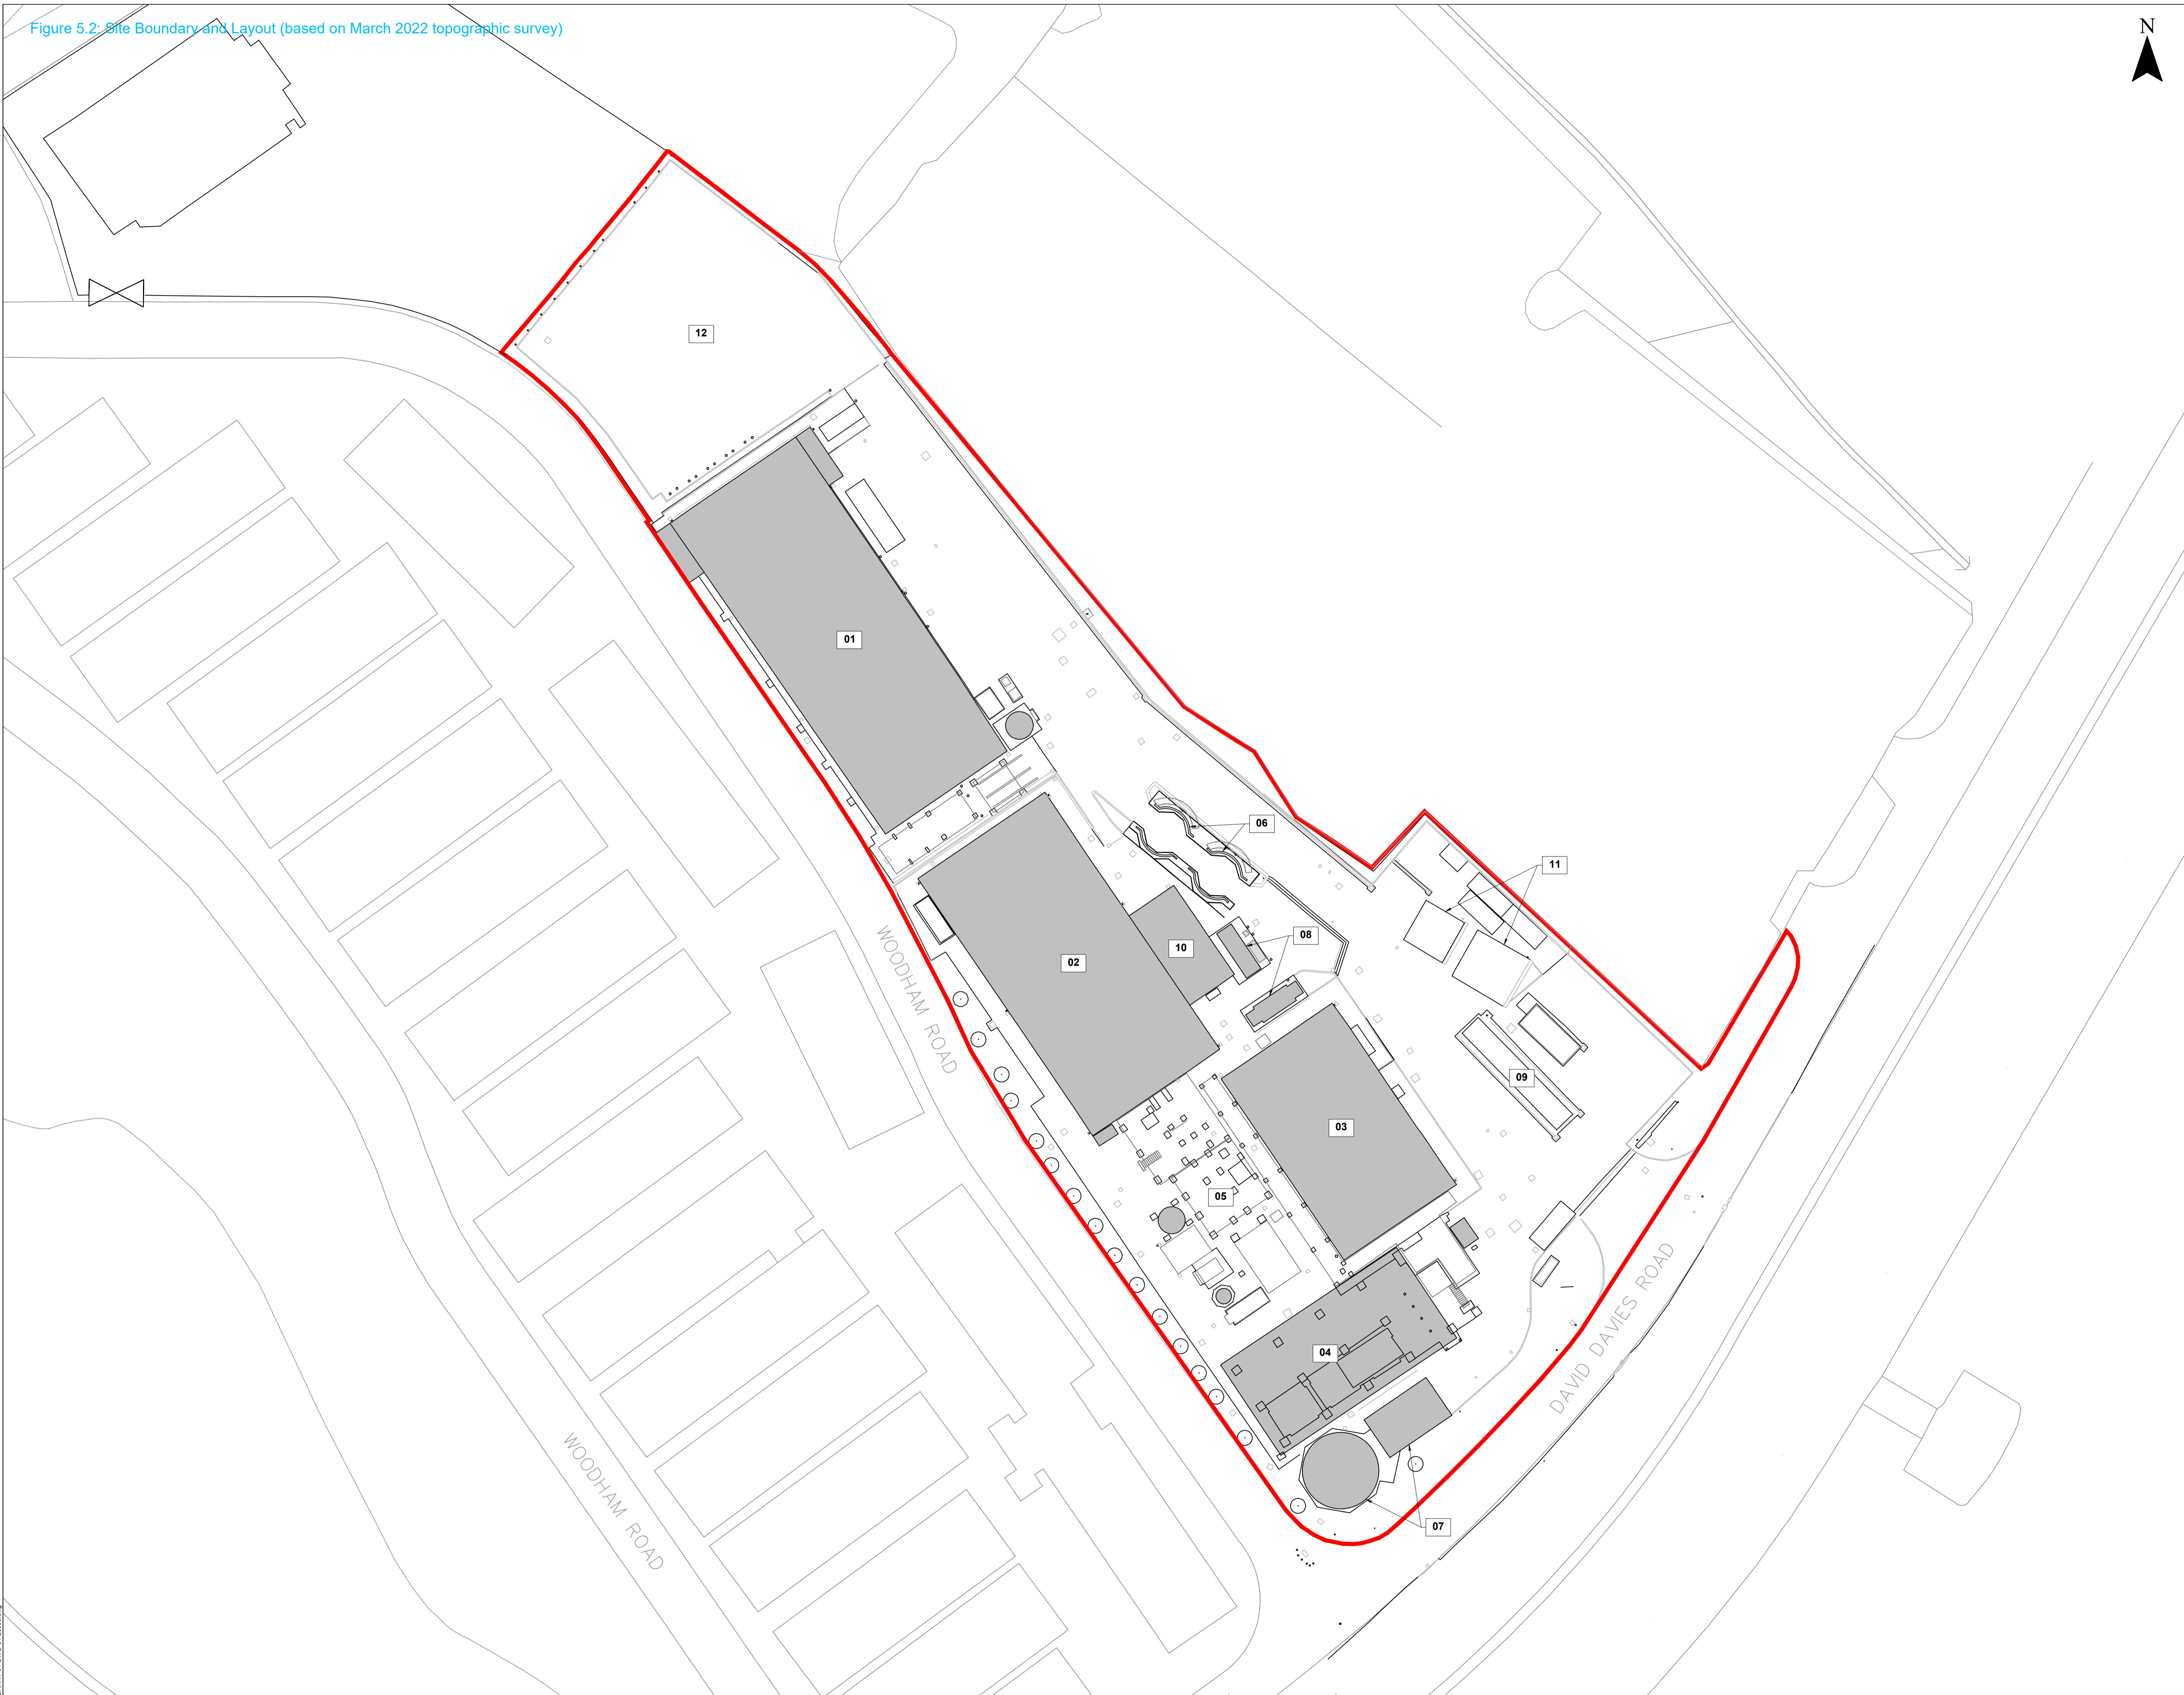 Figure 5.2: Site Boundary and Layout (based on March 2022 topographic survey)
N
12
01
06
11
08
10
02
09
03
05
04
07
WOODHAM ROAD
WOODHAM ROAD
DAVID DAVIES ROAD